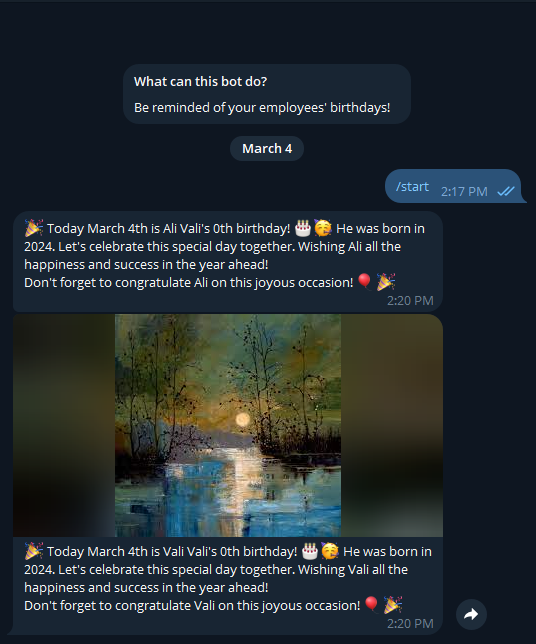 What can this bot do?
Be reminded of your employees' birthdays!
March 4
/start 2:17 PM
🎉 Today March 4th is Ali Vali's 0th birthday! 🎂🥳 He was born in
2024. Let's celebrate this special day together. Wishing Ali all the
happiness and success in the year ahead!
Don't forget to congratulate Ali on this joyous occasion! 🎈🎉
2:20 PM
🎉 Today March 4th is Vali Vali's 0th birthday! 🎂🥳 He was born in
2024. Let's celebrate this special day together. Wishing Vali all the
happiness and success in the year ahead!
Don't forget to congratulate Vali on this joyous occasion! 🎈🎉
2:20 PM